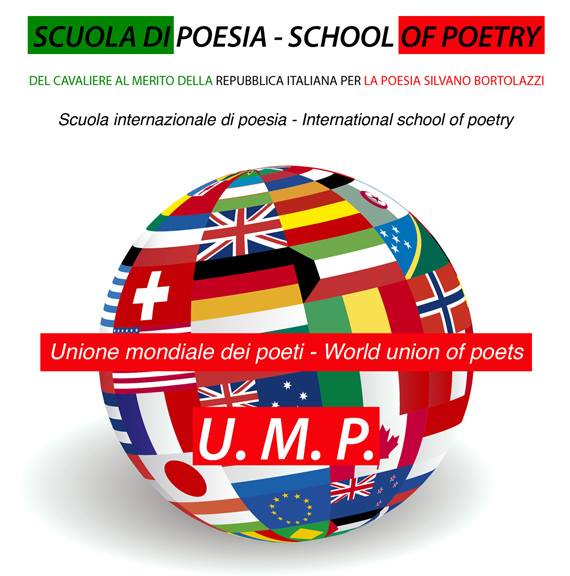 SCUOLA DI POESIA - SCHOOL OF POETRY
DEL CAVALIERE AL MERITO DELLA REPUBBLICA ITALIANA PER LA POESIA SILVANO BORTOLAZZI
Scuola internazionale di poesia - International school of poetry
Unione mondiale dei poeti - World union of poets
U. M. P.